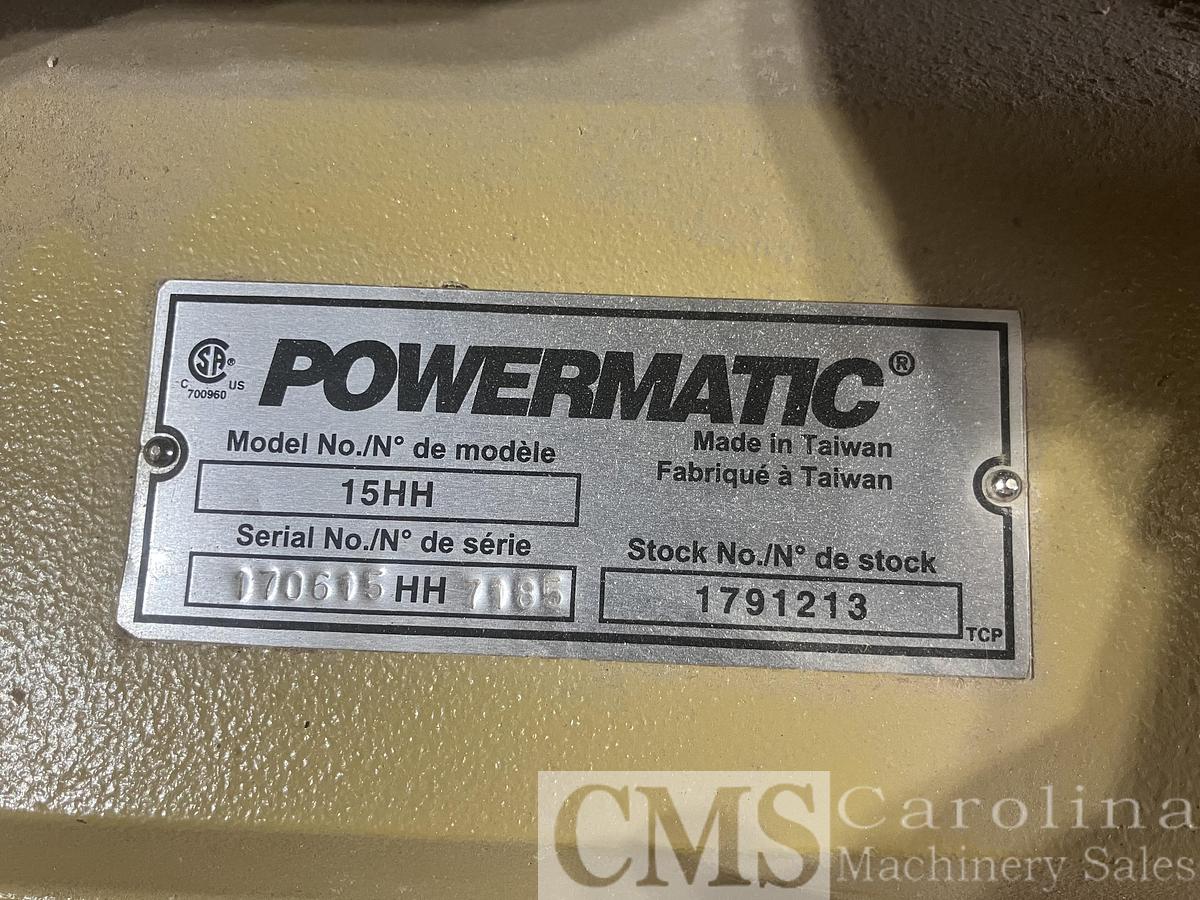 POWERMATIC®
SA®
C US
700960
Made in Taiwan
Fabriqué à Taiwan
Model No./N° de modèle
15HH
Serial No./N° de série
170615 HH 7185
Stock No./N° de stock
1791213
TCP
CMS Carolina
Machinery Sales